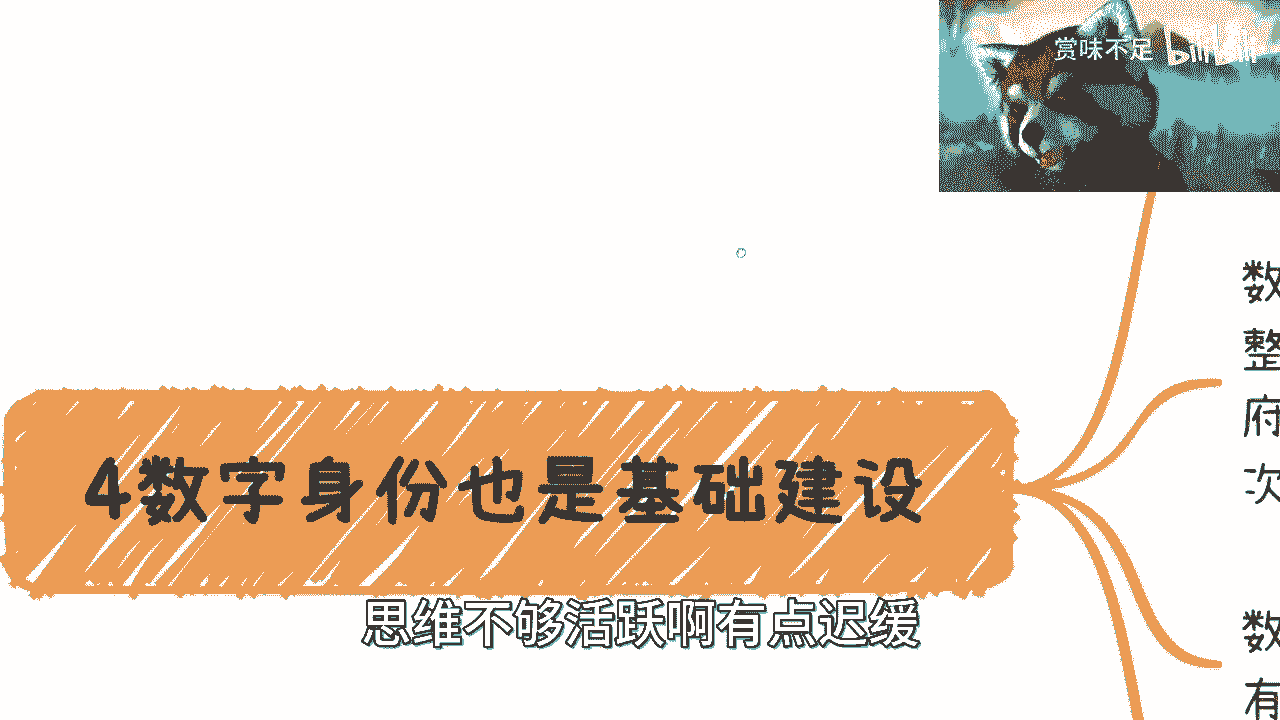 赏味不足 bilibili
数
整
府
次
4数字身份也是基础建设
思维不够活跃啊有点迟缓
数
有